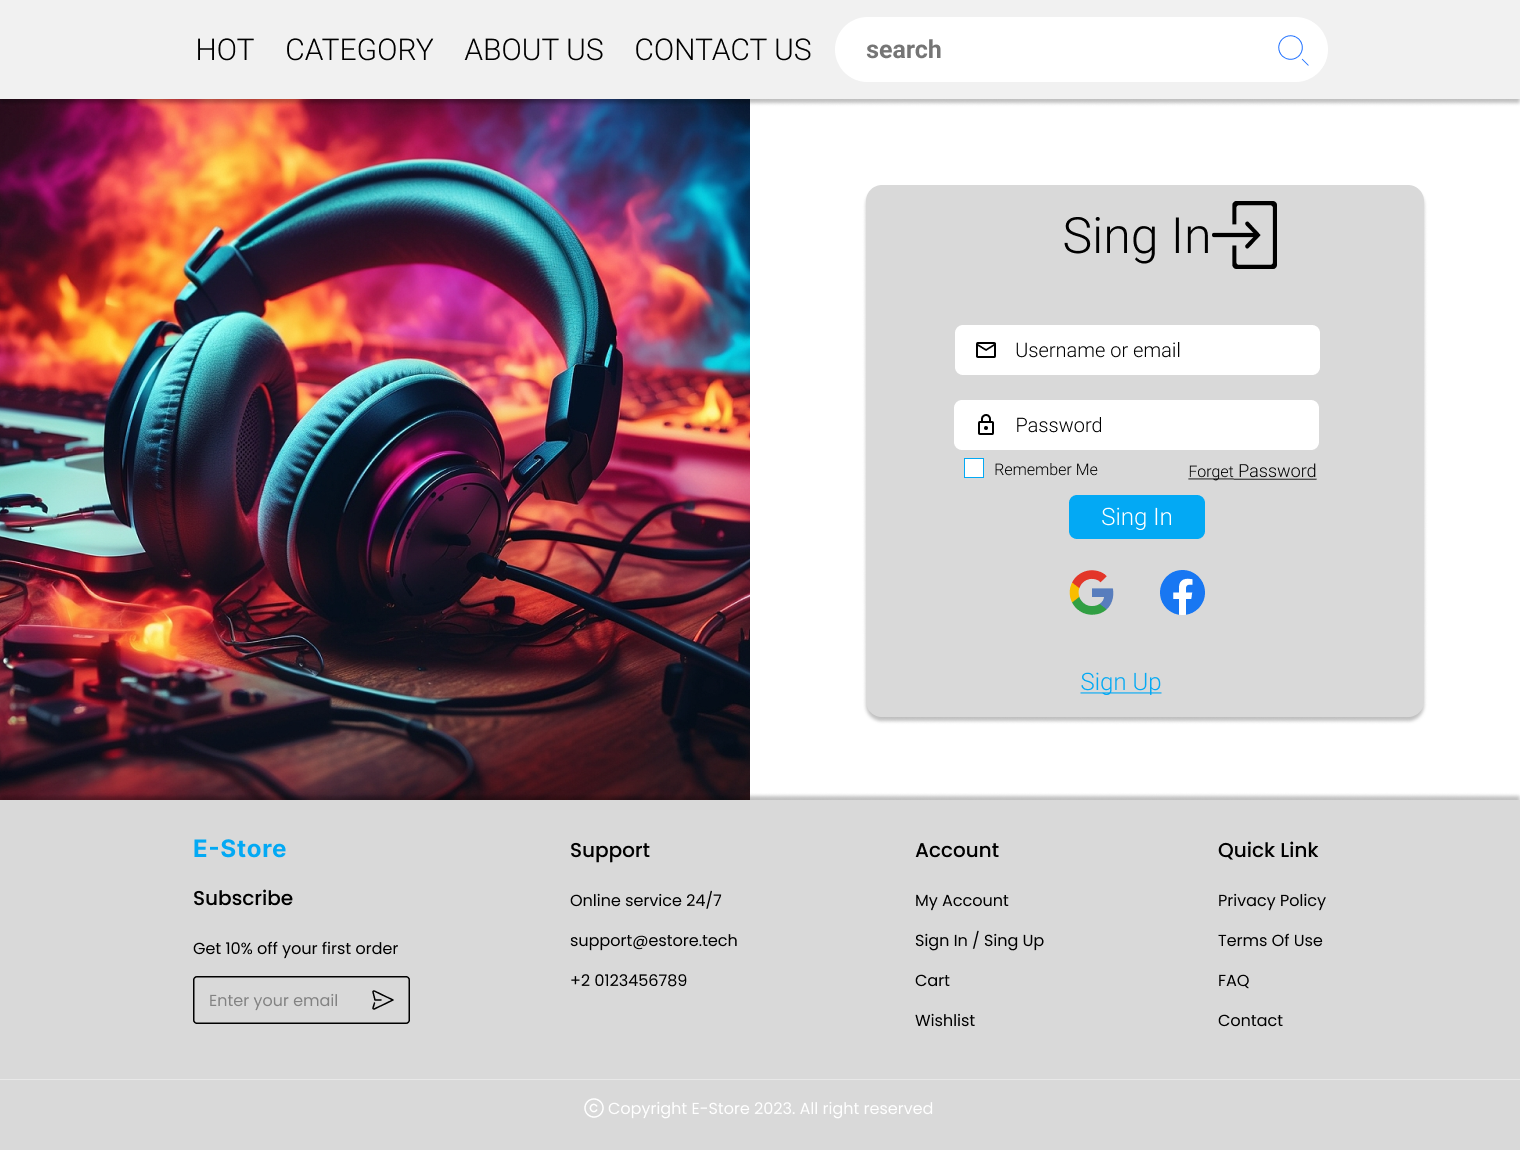 HOT CATEGORY ABOUT US CONTACT US search
Sing In
Username or email
Password
Remember Me Forget Password
Sing In
Sign Up
E-Store
Subscribe
Get 10% off your first order
Enter your email
Support
Online service 24/7
support@estore.tech
+2 0123456789
Account
My Account
Sign In / Sing Up
Cart
Wishlist
Quick Link
Privacy Policy
Terms Of Use
FAQ
Contact
© Copyright E-Store 2023. All right reserved